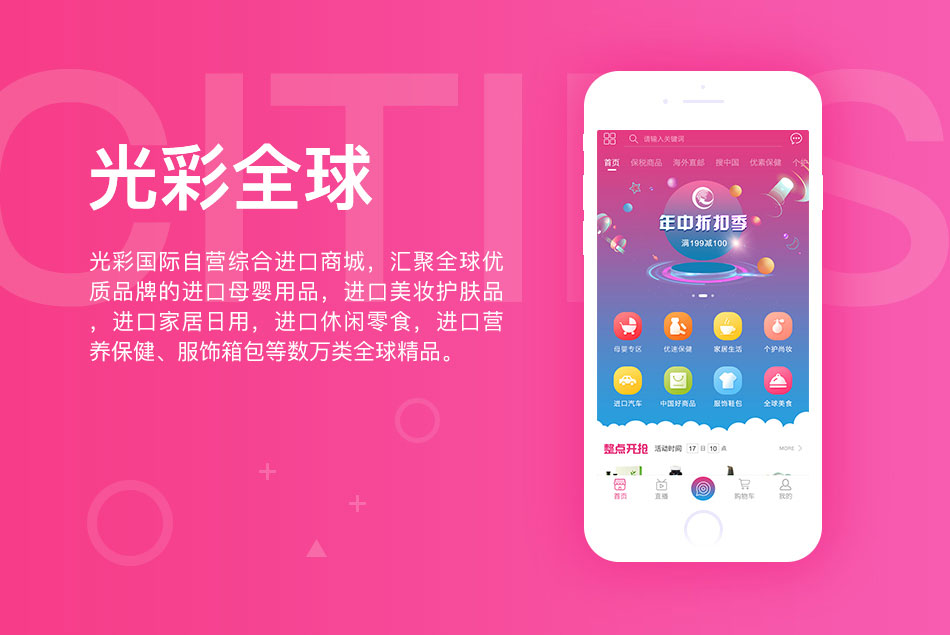 CITIES
光彩全球
光彩国际自营综合进口商城，汇聚全球优
质品牌的进口母婴用品，进口美妆护肤品
，进口家居日用，进口休闲零食，进口营
养保健、服饰箱包等数万类全球精品。
请输入关键词
首页 保税商品 海外直邮 搜中国 优素保健 个护
年中折扣季
满199减100
母婴专区 优速保健 家居生活 个护尚妆
进口汽车 中国好商品 服饰鞋包 全球美食
整点开抢 活动时间 17 日 10 点 MORE
首页 直播 购物车 我的